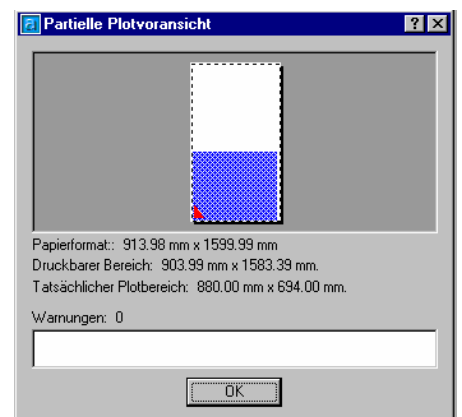 Partielle Plotvoransicht
Papierformat:: 913.98 mm x 1599.99 mm
Druckbarer Bereich: 903.99 mm x 1583.39 mm.
Tatsächlicher Plotbereich: 880.00 mm x 694.00 mm.
Warnungen: 0
OK